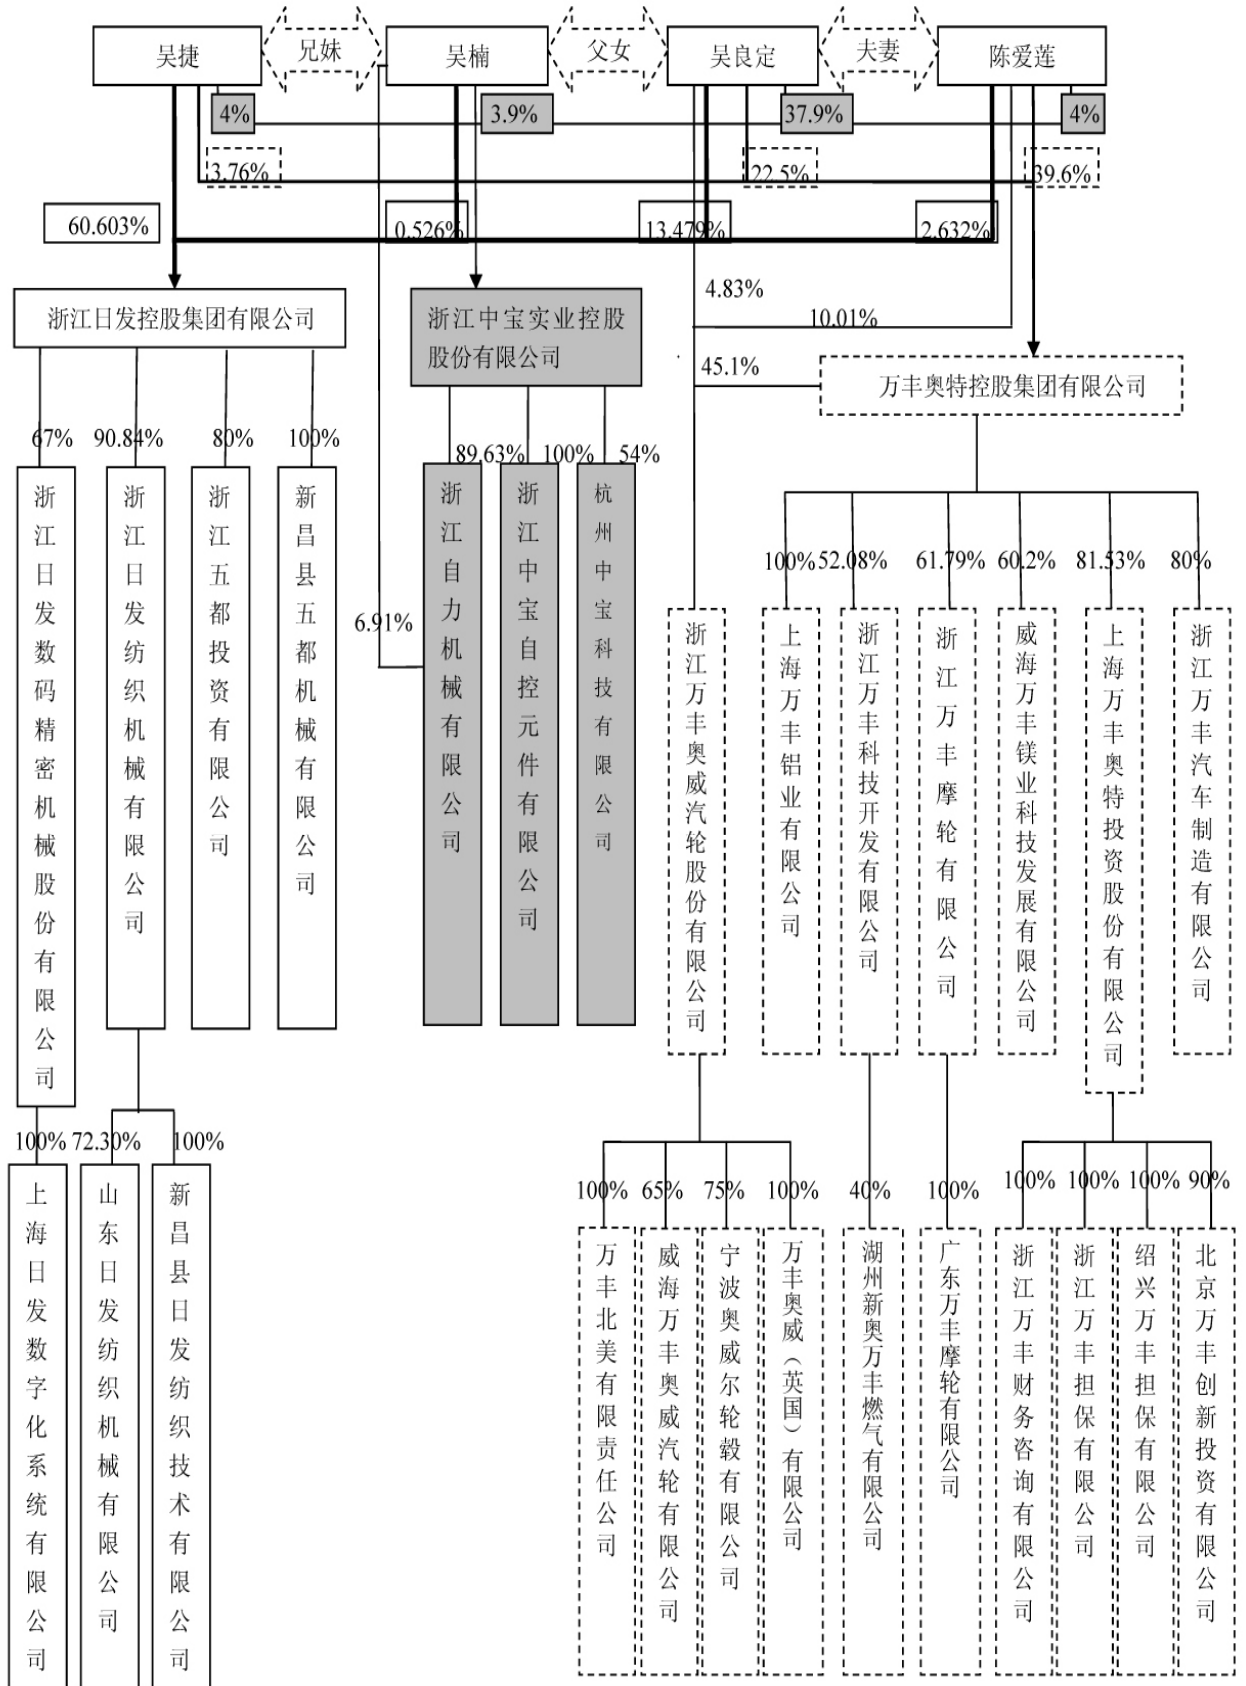 吴捷
兄妹
吴楠
父女
吴良定
夫妻
陈爱莲
4%
3.9%
37.9%
4%
3.76%
22.5%
39.6%
60.603%
0.526%
13.479%
2.632%
浙江日发控股集团有限公司
浙江中宝实业控股
股份有限公司
4.83%
10.01%
45.1%
万丰奥特控股集团有限公司
67%
90.84%
80%
100%
89.63%
100%
54%
6.91%
100%
52.08%
61.79%
60.2%
81.53%
80%
浙江日发数码精密机械股份有限公司
浙江日发纺织机械有限公司
浙江五都投资有限公司
新昌县五都机械有限公司
浙江自力机械有限公司
浙江中宝自控元件有限公司
杭州中宝科技有限公司
浙江万丰奥威汽轮股份有限公司
上海万丰铝业有限公司
浙江万丰科技开发有限公司
浙江万丰摩轮有限公司
威海万丰镁业科技发展有限公司
上海万丰奥特投资股份有限公司
浙江万丰汽车制造有限公司
100%
72.30%
100%
100%
65%
75%
100%
40%
100%
100%
100%
100%
90%
上海日发数字化系统有限公司
山东日发纺织机械有限公司
新昌县日发纺织技术有限公司
万丰北美有限责任公司
威海万丰奥威汽轮有限公司
宁波奥威尔轮毂有限公司
万丰奥威（英国）有限公司
湖州新奥万丰燃气有限公司
广东万丰摩轮有限公司
浙江万丰财务咨询有限公司
浙江万丰担保有限公司
绍兴万丰担保有限公司
北京万丰创新投资有限公司